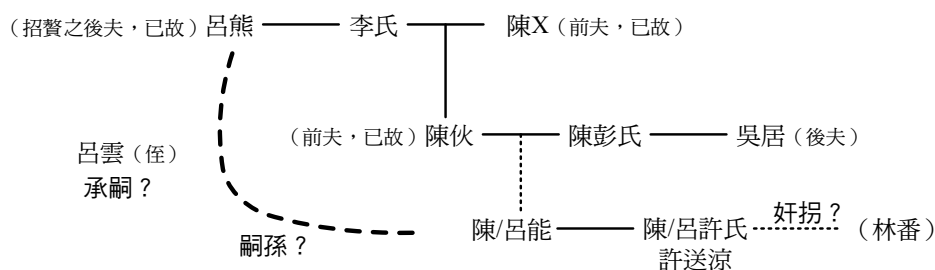 （招贅之後夫，已故）呂熊 李氏 陳X（前夫，已故）
（前夫，已故）陳伙 陳彭氏 吳居（後夫）
呂雲（侄）
承嗣？
陳/呂能 陳/呂許氏 奸拐？（林番）
嗣孫？
許送涼